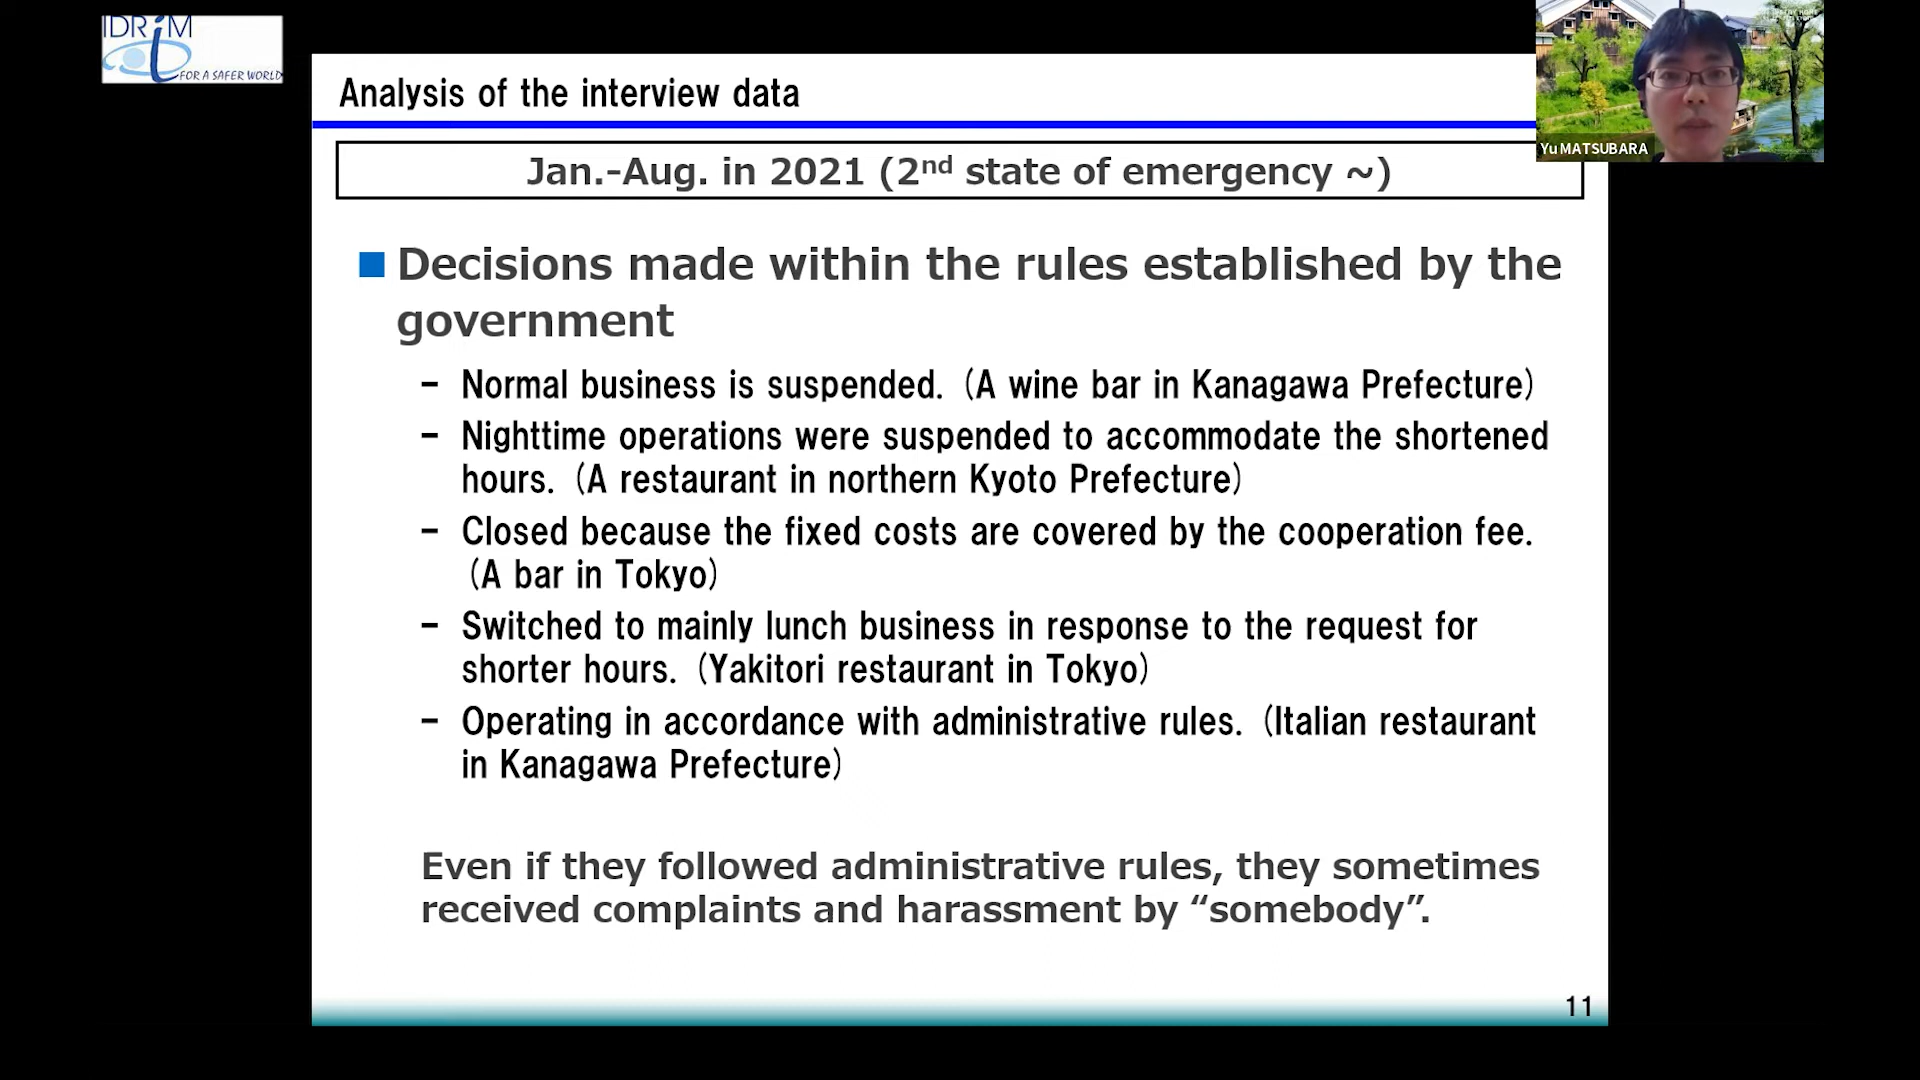 IDRiM
FOR A SAFER WORLD
Analysis of the interview data
Yu MATSUBARA
Jan.-Aug. in 2021 (2nd state of emergency ~)
Decisions made within the rules established by the
government
- Normal business is suspended. (A wine bar in Kanagawa Prefecture)
- Nighttime operations were suspended to accommodate the shortened
hours. (A restaurant in northern Kyoto Prefecture)
- Closed because the fixed costs are covered by the cooperation fee.
(A bar in Tokyo)
- Switched to mainly lunch business in response to the request for
shorter hours. (Yakitori restaurant in Tokyo)
- Operating in accordance with administrative rules. (Italian restaurant
in Kanagawa Prefecture)
Even if they followed administrative rules, they sometimes
received complaints and harassment by “somebody”.
11